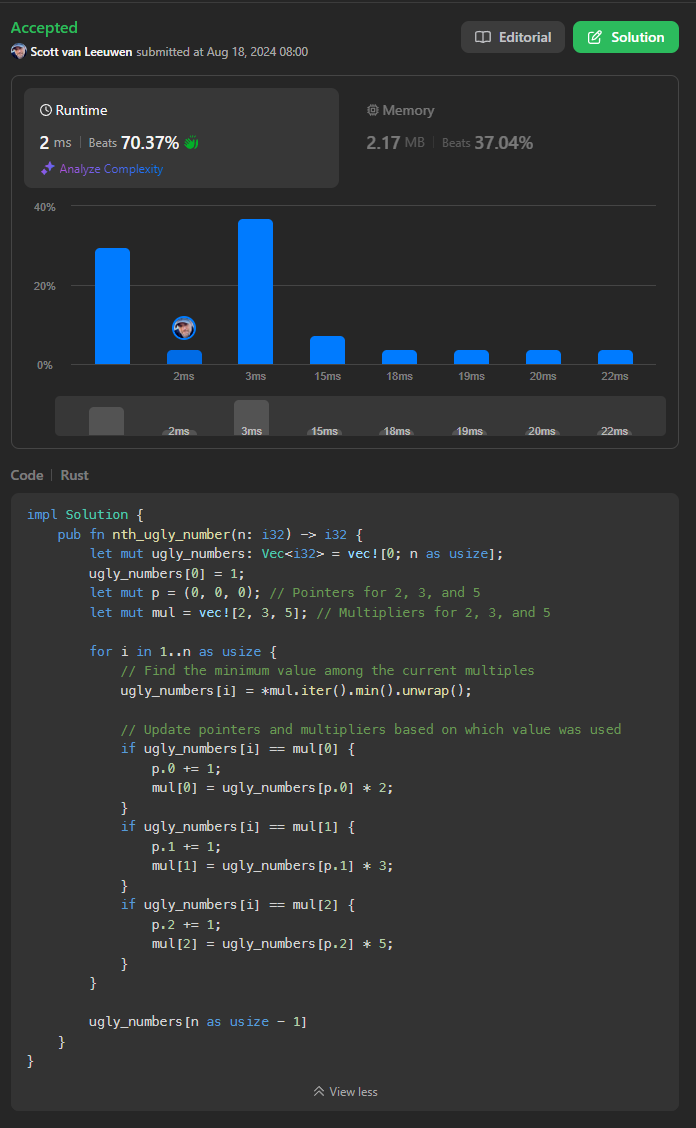 Accepted
Editorial
Solution
Scott van Leeuwen submitted at Aug 18, 2024 08:00
Runtime
2 ms | Beats 70.37%
Analyze Complexity
Memory
2.17 MB | Beats 37.04%
40%
20%
0%
2ms 3ms 15ms 18ms 19ms 20ms 22ms
2ms 3ms 15ms 18ms 19ms 20ms 22ms
Code | Rust
impl Solution {
    pub fn nth_ugly_number(n: i32) -> i32 {
        let mut ugly_numbers: Vec<i32> = vec![0; n as usize];
        ugly_numbers[0] = 1;
        let mut p = (0, 0, 0); // Pointers for 2, 3, and 5
        let mut mul = vec![2, 3, 5]; // Multipliers for 2, 3, and 5

        for i in 1..n as usize {
            // Find the minimum value among the current multiples
            ugly_numbers[i] = *mul.iter().min().unwrap();

            // Update pointers and multipliers based on which value was used
            if ugly_numbers[i] == mul[0] {
                p.0 += 1;
                mul[0] = ugly_numbers[p.0] * 2;
            }
            if ugly_numbers[i] == mul[1] {
                p.1 += 1;
                mul[1] = ugly_numbers[p.1] * 3;
            }
            if ugly_numbers[i] == mul[2] {
                p.2 += 1;
                mul[2] = ugly_numbers[p.2] * 5;
            }
        }

        ugly_numbers[n as usize - 1]
    }
}
View less